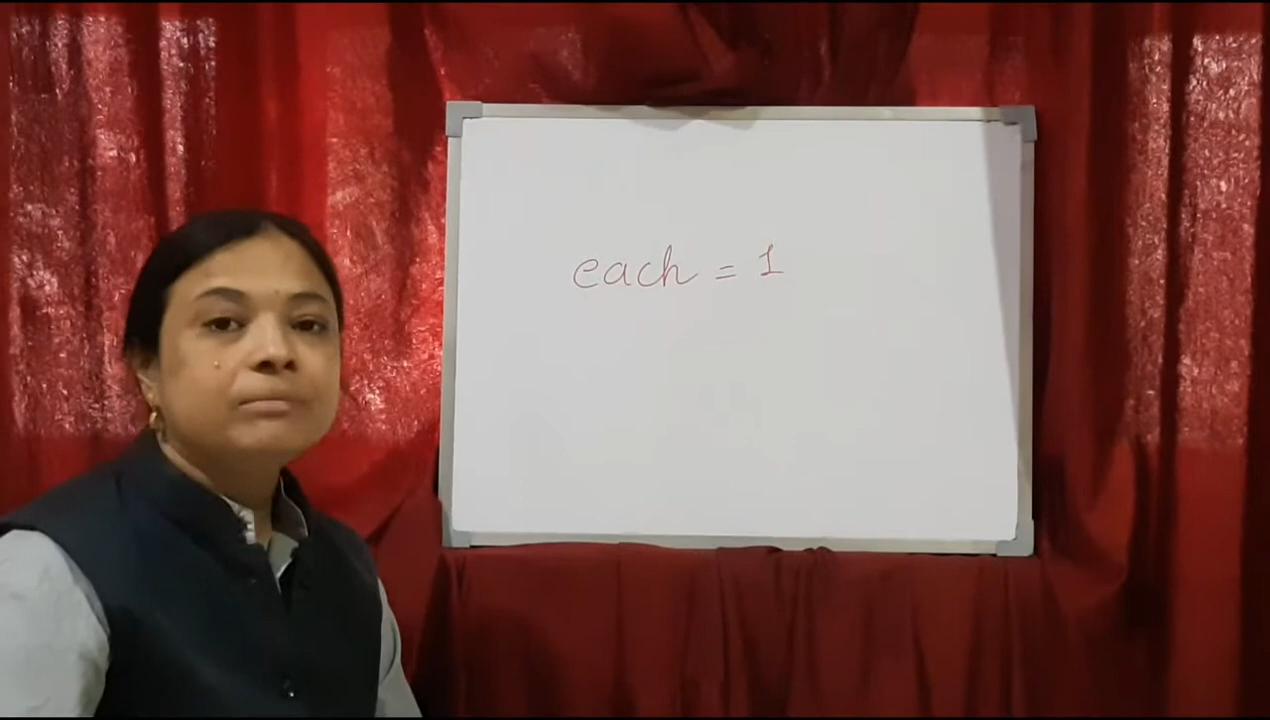 each = 1